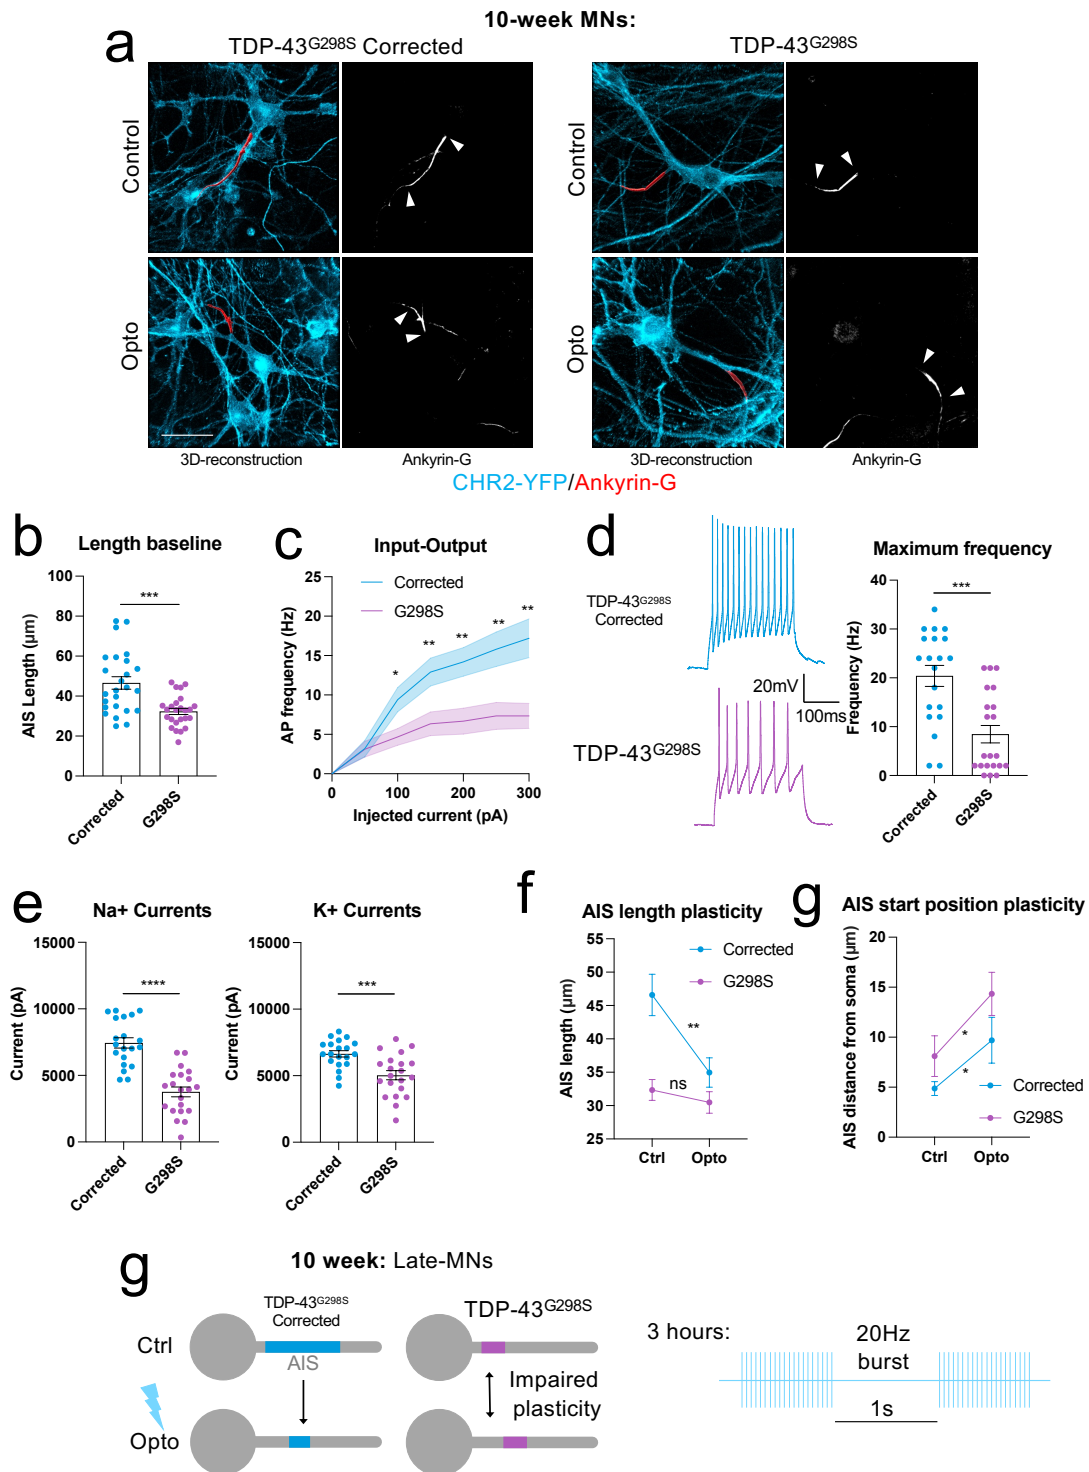 10-week MNs:
a
TDP-43G298S Corrected
TDP-43G298S
Control
Control
Opto
Opto
3D-reconstruction
Ankyrin-G
3D-reconstruction
Ankyrin-G
CHR2-YFP/Ankyrin-G
b
Length baseline
***
AIS Length (μm)
100
80
60
40
20
0
Corrected
G298S
c
Input-Output
Corrected
G298S
AP frequency (Hz)
25
20
15
10
5
0
*
**
**
**
**
0
100
200
300
Injected current (pA)
d
TDP-43G298S
Corrected
TDP-43G298S
20mV
100ms
Maximum frequency
***
Frequency (Hz)
40
30
20
10
0
Corrected
G298S
e
Na+ Currents
****
Current (pA)
15000
10000
5000
0
Corrected
G298S
K+ Currents
***
Current (pA)
15000
10000
5000
0
Corrected
G298S
f
AIS length plasticity
Corrected
G298S
AIS length (μm)
55
50
45
40
35
30
25
**
ns
Ctrl
Opto
g
AIS start position plasticity
AIS distance from soma (μm)
20
15
10
5
0
*
*
Corrected
G298S
Ctrl
Opto
g
10 week: Late-MNs
TDP-43G298S
Corrected
TDP-43G298S
Ctrl
AIS
Impaired
plasticity
Opto
3 hours:
20Hz
burst
1s